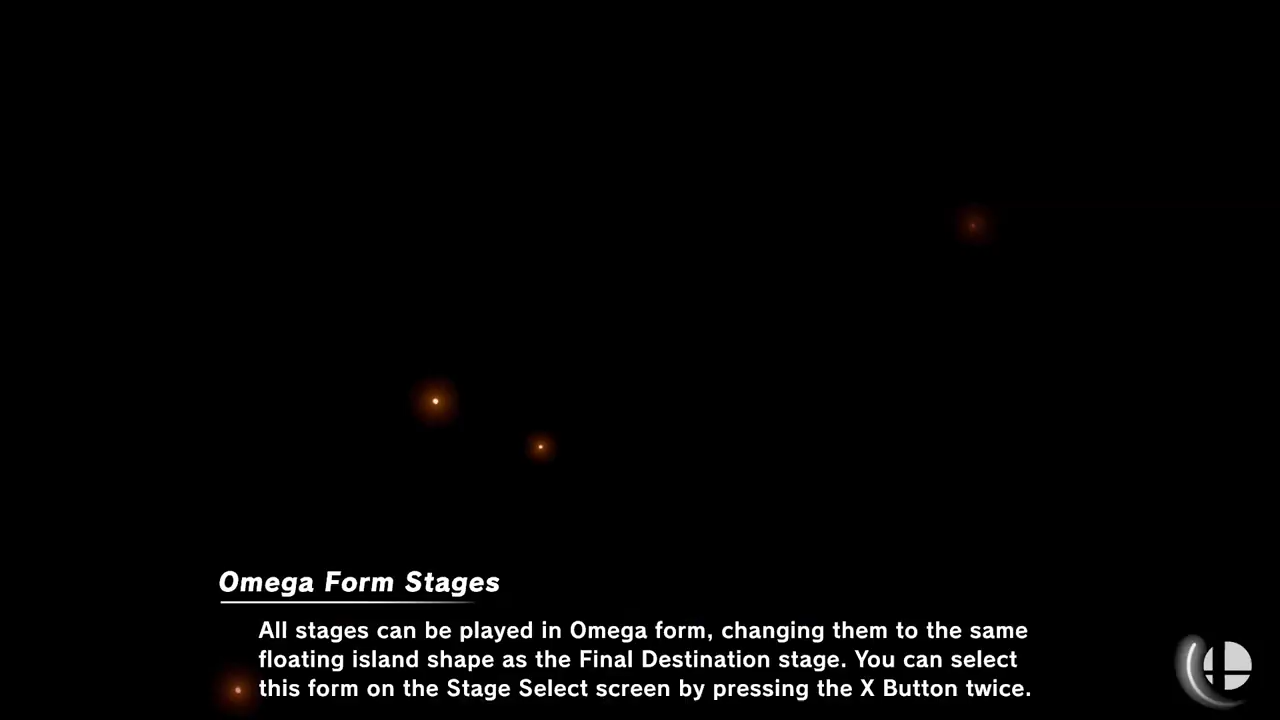 Omega Form Stages
All stages can be played in Omega form, changing them to the same
floating island shape as the Final Destination stage. You can select
this form on the Stage Select screen by pressing the X Button twice.